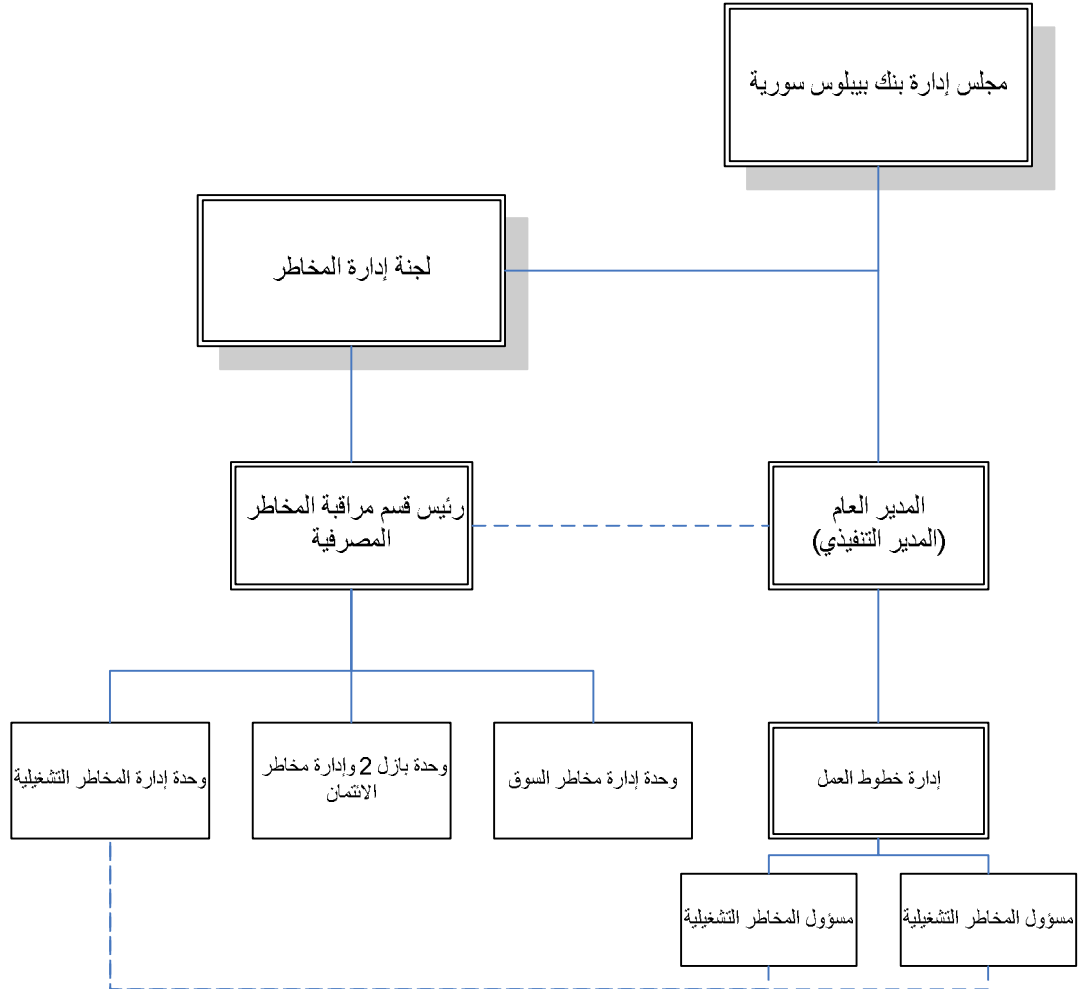 مجلس إدارة بنك بيبلوس سورية
لجنة إدارة المخاطر
المدير العام
(المدير التنفيذي)
رئيس قسم مراقبة المخاطر
المصرفية
إدارة خطوط العمل
وحدة إدارة مخاطر السوق
وحدة بازل 2 وإدارة مخاطر
الائتمان
وحدة إدارة المخاطر التشغيلية
مسؤول المخاطر التشغيلية
مسؤول المخاطر التشغيلية